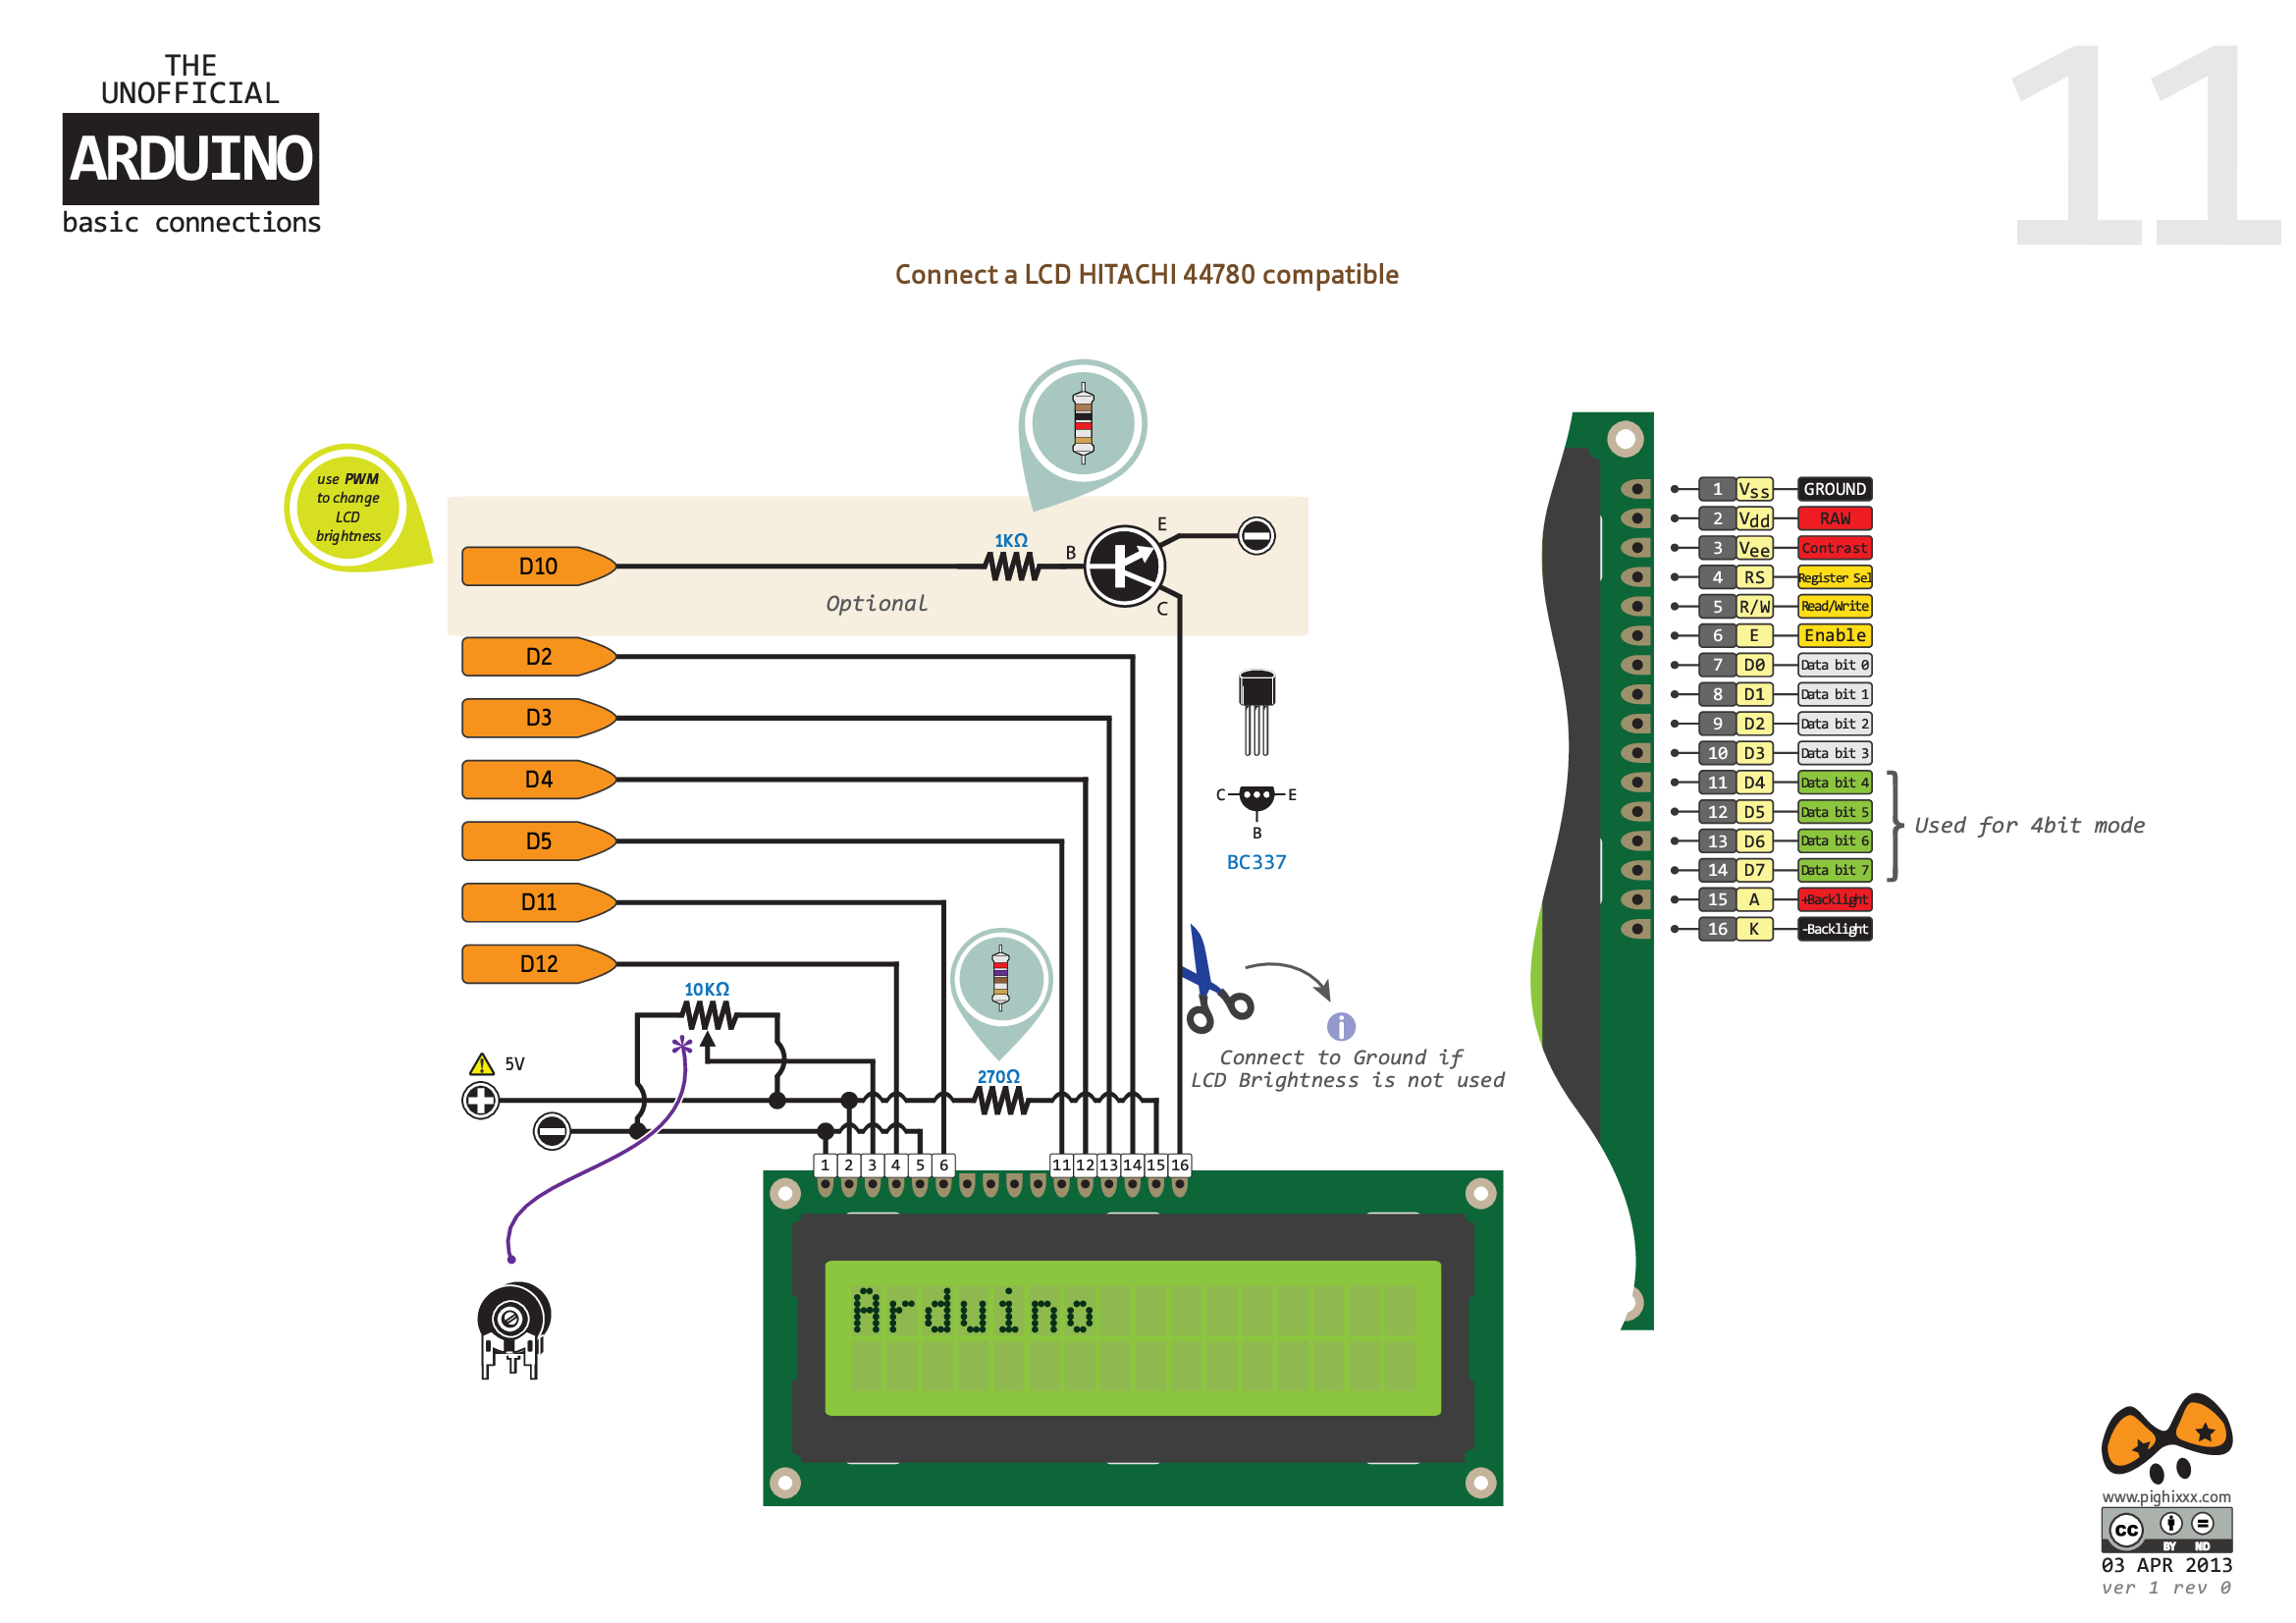 THE
UNOFFICIAL
ARDUINO
basic connections
11
Connect a LCD HITACHI 44780 compatible
use PWM
to change
LCD
brightness
D10
1KΩ
B
E
C
Optional
D2
D3
D4
D5
D11
D12
C
E
B
BC337
10KΩ
*
270Ω
5V
i
Connect to Ground if
LCD Brightness is not used
1 2 3 4 5 6 11 12 13 14 15 16
Arduino
1 Vss GROUND
2 Vdd RAW
3 Vee Contrast
4 RS Register Sel
5 R/W Read/Write
6 E Enable
7 D0 Data bit 0
8 D1 Data bit 1
9 D2 Data bit 2
10 D3 Data bit 3
11 D4 Data bit 4
12 D5 Data bit 5
13 D6 Data bit 6
14 D7 Data bit 7
15 A +Backlight
16 K -Backlight
Used for 4bit mode
www.pighixxx.com
cc
BY ND
03 APR 2013
ver 1 rev 0